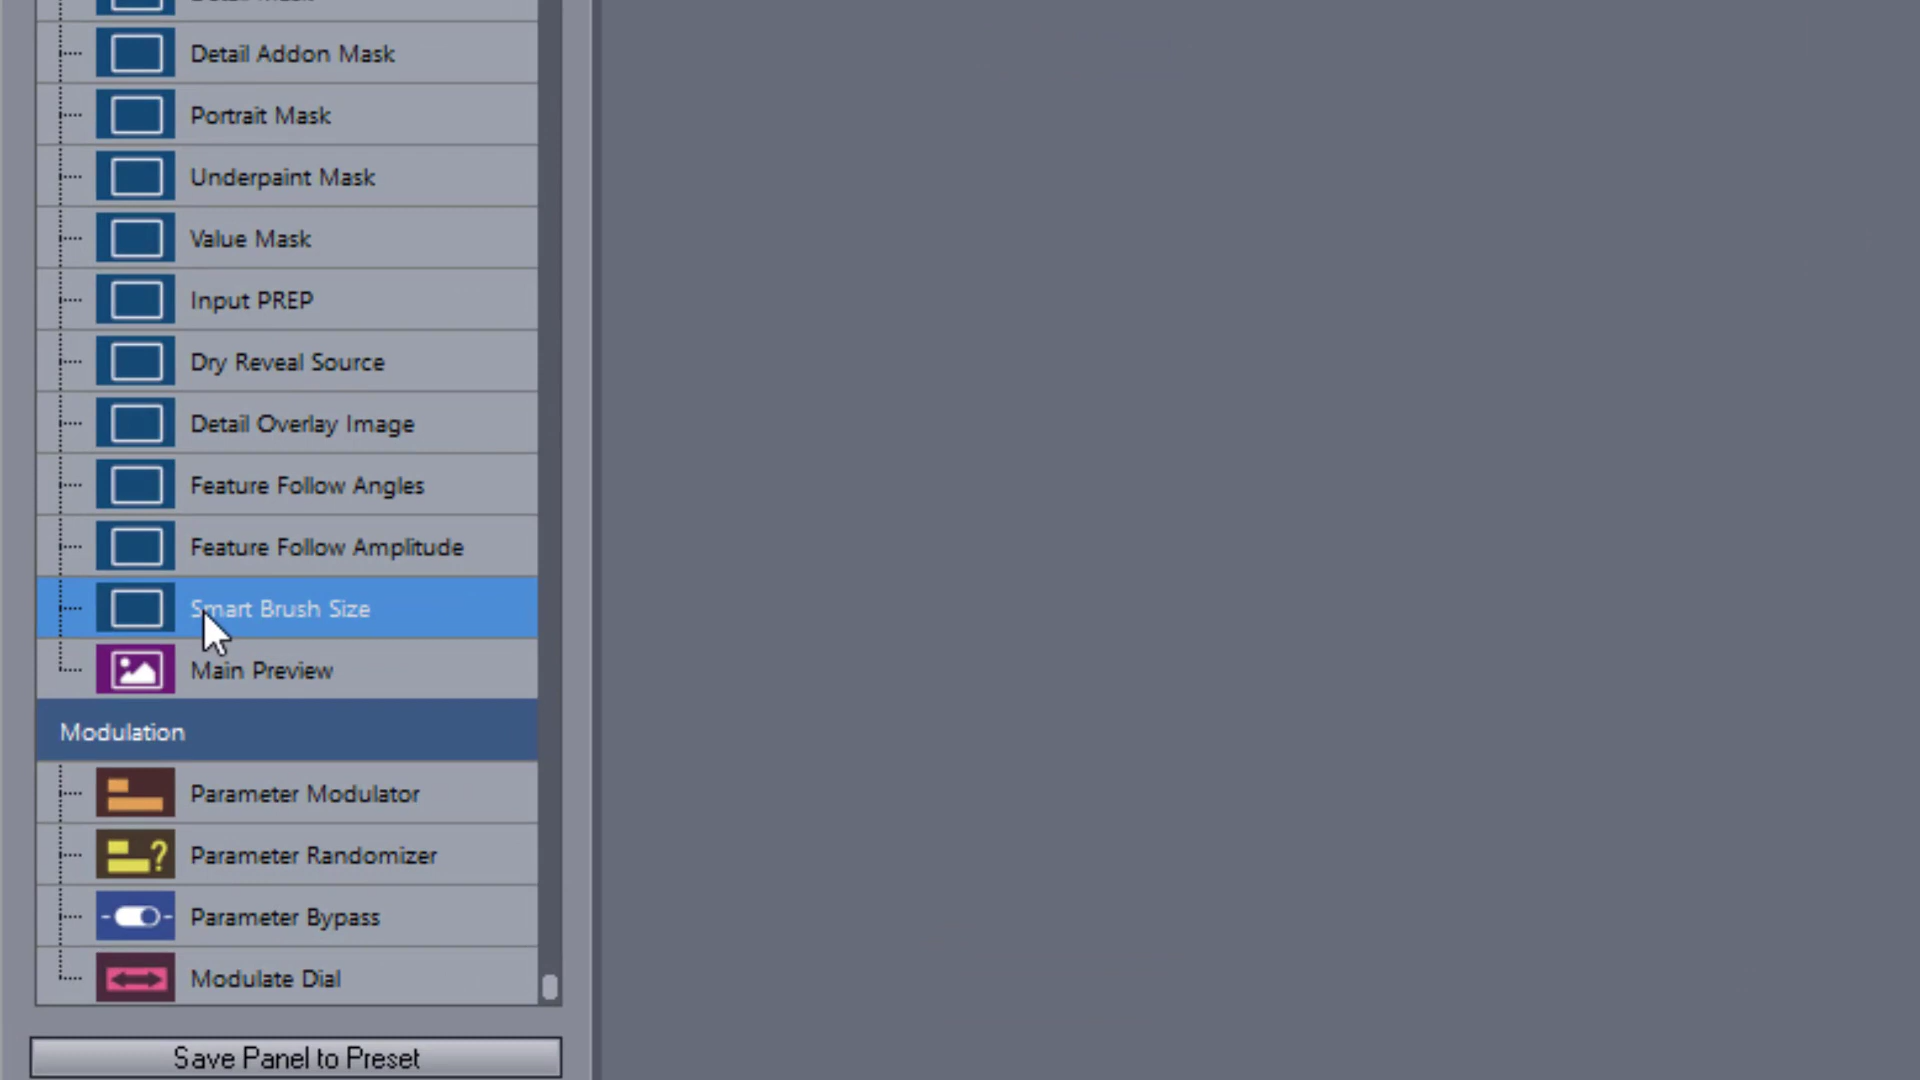 Detail Mask
Detail Addon Mask
Portrait Mask
Underpaint Mask
Value Mask
Input PREP
Dry Reveal Source
Detail Overlay Image
Feature Follow Angles
Feature Follow Amplitude
Smart Brush Size
Main Preview
Modulation
Parameter Modulator
?
Parameter Randomizer
Parameter Bypass
Modulate Dial
Save Panel to Preset